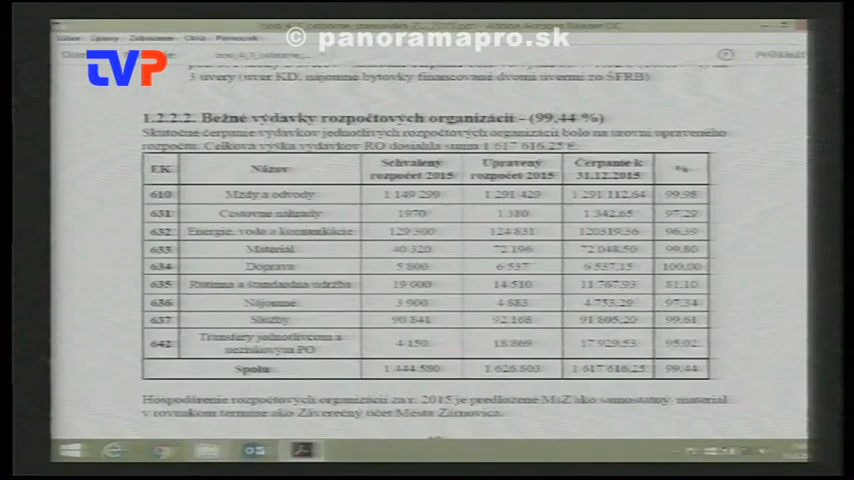 © panoramapro.sk
Súbor Úpravy Zobrazenie Okná Pomocník
Prihlásiť
TVP
3 úvery (úver KD, nájomné bytovky financované dvomi úvermi zo ŠFRB)
1.2.2.2. Bežné výdavky rozpočtových organizácií - (99,44 %)
Skutočné čerpanie výdavkov jednotlivých rozpočtových organizácií bolo na úrovni upraveného
rozpočtu. Celková výška výdavkov RO dosiahla sumu 1 617 616,25 €.
EK Názov Schválený rozpočet 2015 Upravený rozpočet 2015 Čerpanie k 31.12.2015 %
610 Mzdy a odvody 1 149 299 1 291 429 1 291 112,64 99,98
631 Cestovné náhrady 1970 1 380 1 342,65 97,29
632 Energie, voda a komunikácie 129 300 124 831 120319,36 96,39
633 Materiál 40 320 72 196 72 048,50 99,80
634 Doprava 5 800 6 537 6 537,15 100,00
635 Rutinná a štandardná údržba 19 000 14 510 11 767,93 81,10
636 Nájomné 3 900 4 883 4 753,29 97,34
637 Služby 90 841 92 168 91 805,20 99,61
642 Transfery jednotlivcom a neziskovým PO 4 150 18 869 17 929,53 95,02
Spolu 1 444 580 1 626 803 1 617 616,25 99,44
Hospodárenie rozpočtových organizácií za r. 2015 je predložené MsZ ako samostatný materiál
v rovnakom termíne ako Záverečný účet Mesta Žarnovica.